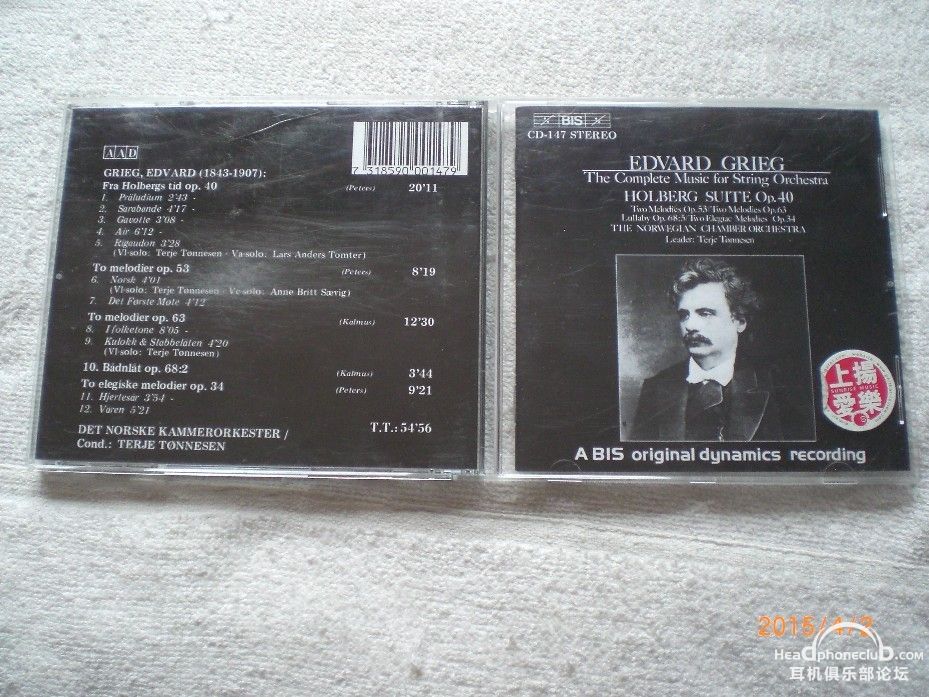 AAD
7 318590 001479
GRIEG, EDVARD (1843-1907):
Fra Holbergs tid op. 40 (Peters) 20'11
1. Präludium 2'43 -
2. Sarabande 4'17 -
3. Gavotte 3'08 -
4. Air 6'12 -
5. Rigaudon 3'28
(Vl-solo: Terje Tønnesen - Va-solo: Lars Anders Tomter)
To melodier op. 53 (Peters) 8'19
6. Norsk 4'01
(Vl-solo: Terje Tønnesen - Vc-solo: Anne Britt Sævig)
7. Det Første Møte 4'12
To melodier op. 63 (Kalmus) 12'30
8. I folketone 8'05 -
9. Kulokk & Stabbelåten 4'20
(Vl-solo: Terje Tønnesen)
10. Bådnlåt op. 68:2 (Kalmus) 3'44
To elegiske melodier op. 34 (Peters) 9'21
11. Hjertesår 3'54 -
12. Våren 5'21
DET NORSKE KAMMERORKESTER /
Cond.: TERJE TØNNESEN
T.T.: 54'56
BIS
CD-147 STEREO
EDVARD GRIEG
The Complete Music for String Orchestra
HOLBERG SUITE Op.40
Two Melodies Op.53/Two Melodies Op.63
Lullaby Op.68:5/Two Elegiac Melodies Op.34
THE NORWEGIAN CHAMBER ORCHESTRA
Leader: Terje Tønnesen
上揚
SUNRISE MUSIC
愛樂
A BIS original dynamics recording
2015/4/2
Headphoneclub.com
耳机俱乐部论坛